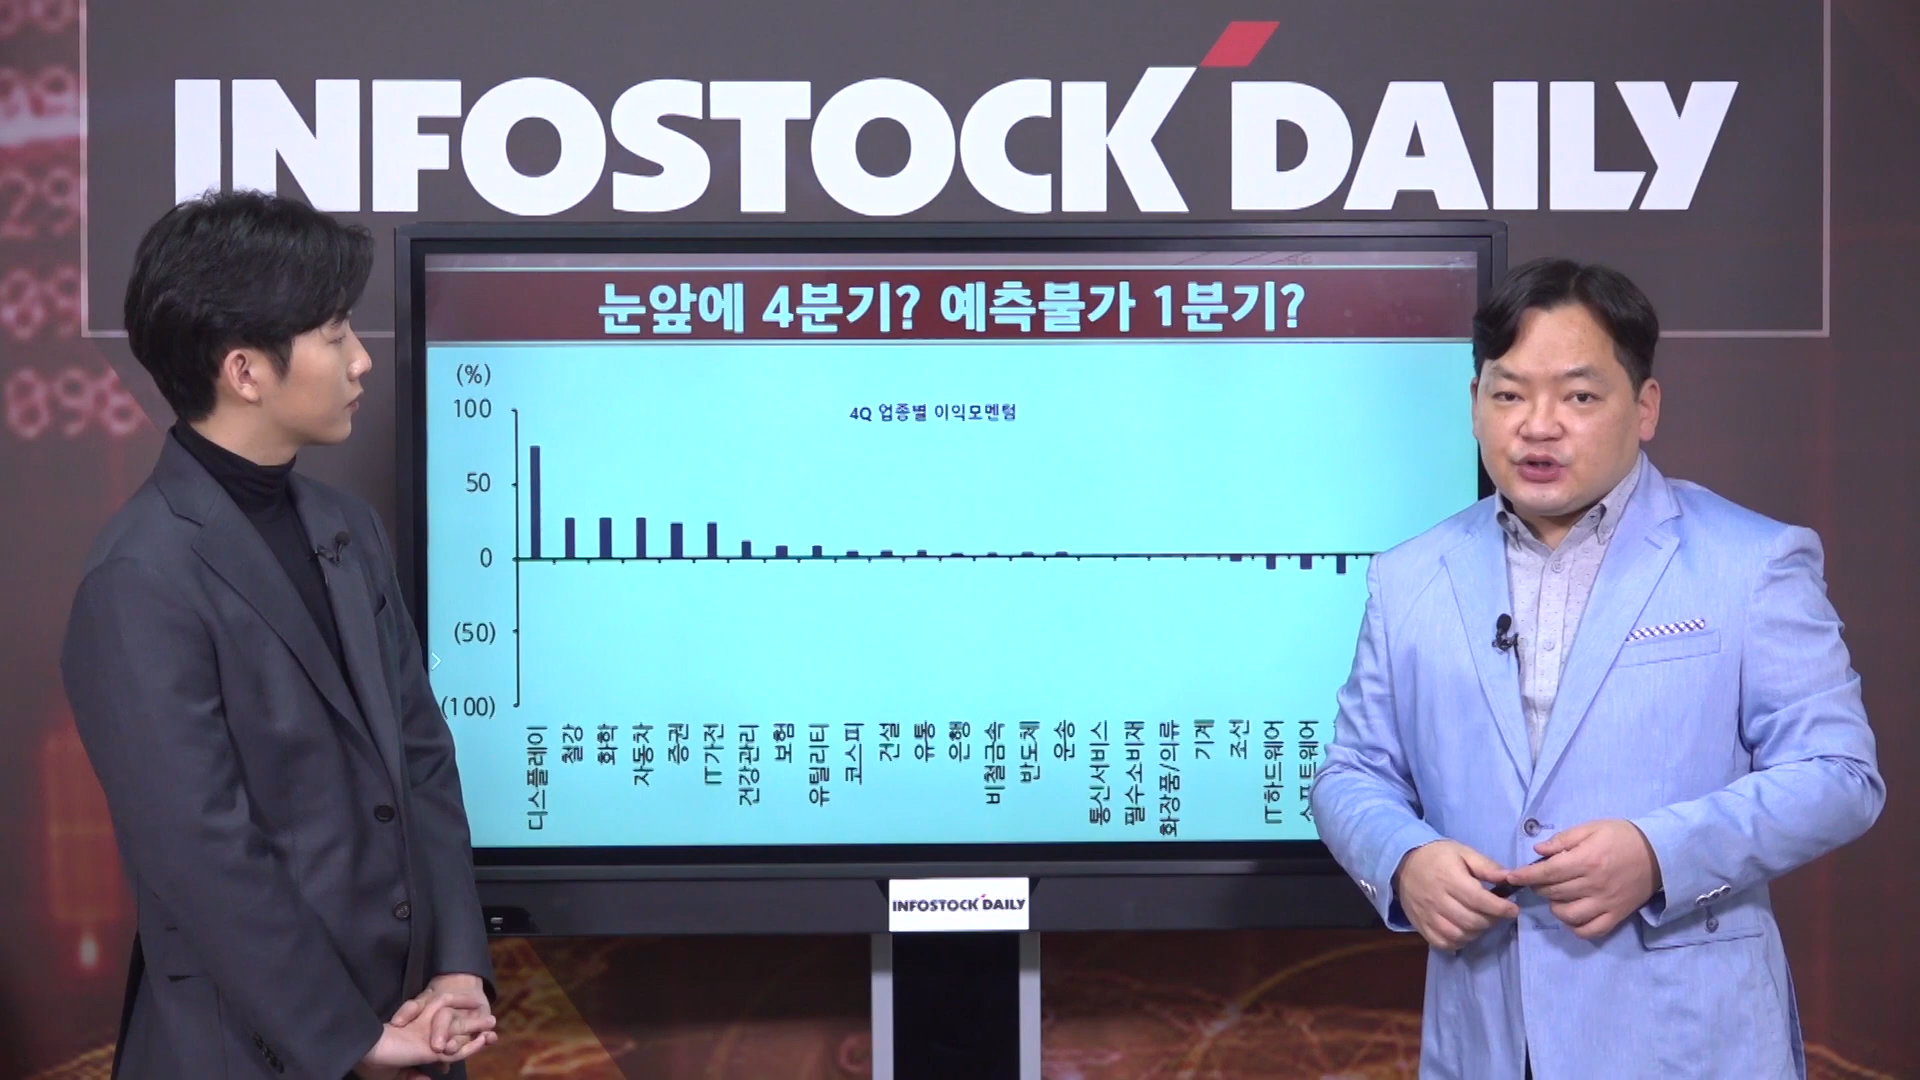 INFOSTOCK DAILY
눈앞에 4분기? 예측불가 1분기?
(%)
4Q 업종별 이익모멘텀
100
50
0
(50)
(100)
디스플레이
철강
화학
자동차
증권
IT가전
건강관리
보험
유틸리티
코스피
건설
유통
은행
비철금속
반도체
운송
통신서비스
필수소비재
화장품/의류
기계
조선
IT하드웨어
소프트웨어
INFOSTOCK DAILY